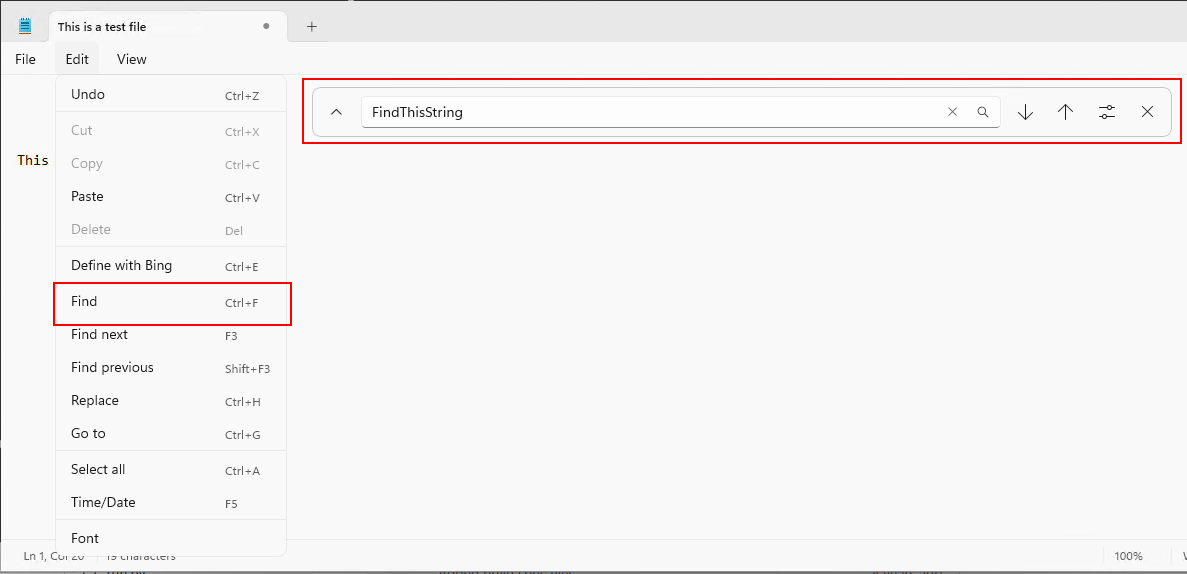 This is a test file
File Edit View
FindThisString
This
Undo Ctrl+Z
Cut Ctrl+X
Copy Ctrl+C
Paste Ctrl+V
Delete Del
Define with Bing Ctrl+E
Find Ctrl+F
Find next F3
Find previous Shift+F3
Replace Ctrl+H
Go to Ctrl+G
Select all Ctrl+A
Time/Date F5
Font
Ln 1, Col 20 19 characters 100%